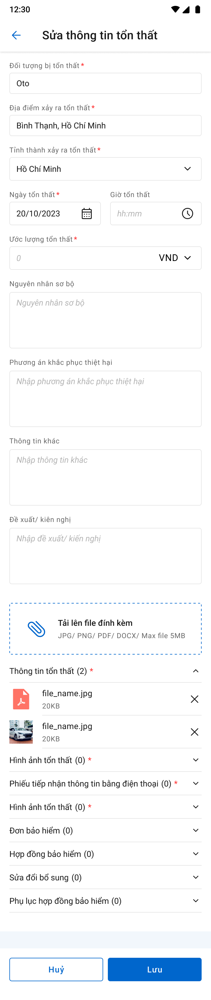 12:30
Sửa thông tin tổn thất
Đối tượng bị tổn thất *
Oto
Địa điểm xảy ra tổn thất *
Bình Thạnh, Hồ Chí Minh
Tỉnh thành xảy ra tổn thất *
Hồ Chí Minh
Ngày tổn thất * Giờ tổn thất
20/10/2023 hh:mm
Ước lượng tổn thất *
0 VND
Nguyên nhân sơ bộ
Nguyên nhân sơ bộ
Phương án khắc phục thiệt hại
Nhập phương án khắc phục thiệt hại
Thông tin khác
Nhập thông tin khác
Đề xuất/ kiên nghị
Nhập đề xuất/ kiến nghị
Tải lên file đính kèm
JPG/ PNG/ PDF/ DOCX/ Max file 5MB
Thông tin tổn thất (2) *
file_name.jpg
20KB
file_name.jpg
20KB
Hình ảnh tổn thất (0) *
Phiếu tiếp nhận thông tin bằng điện thoại (0) *
Hình ảnh tổn thất (0) *
Đơn bảo hiểm (0)
Hợp đồng bảo hiểm (0)
Sửa đổi bổ sung (0)
Phụ lục hợp đồng bảo hiểm (0)
Huỷ Lưu